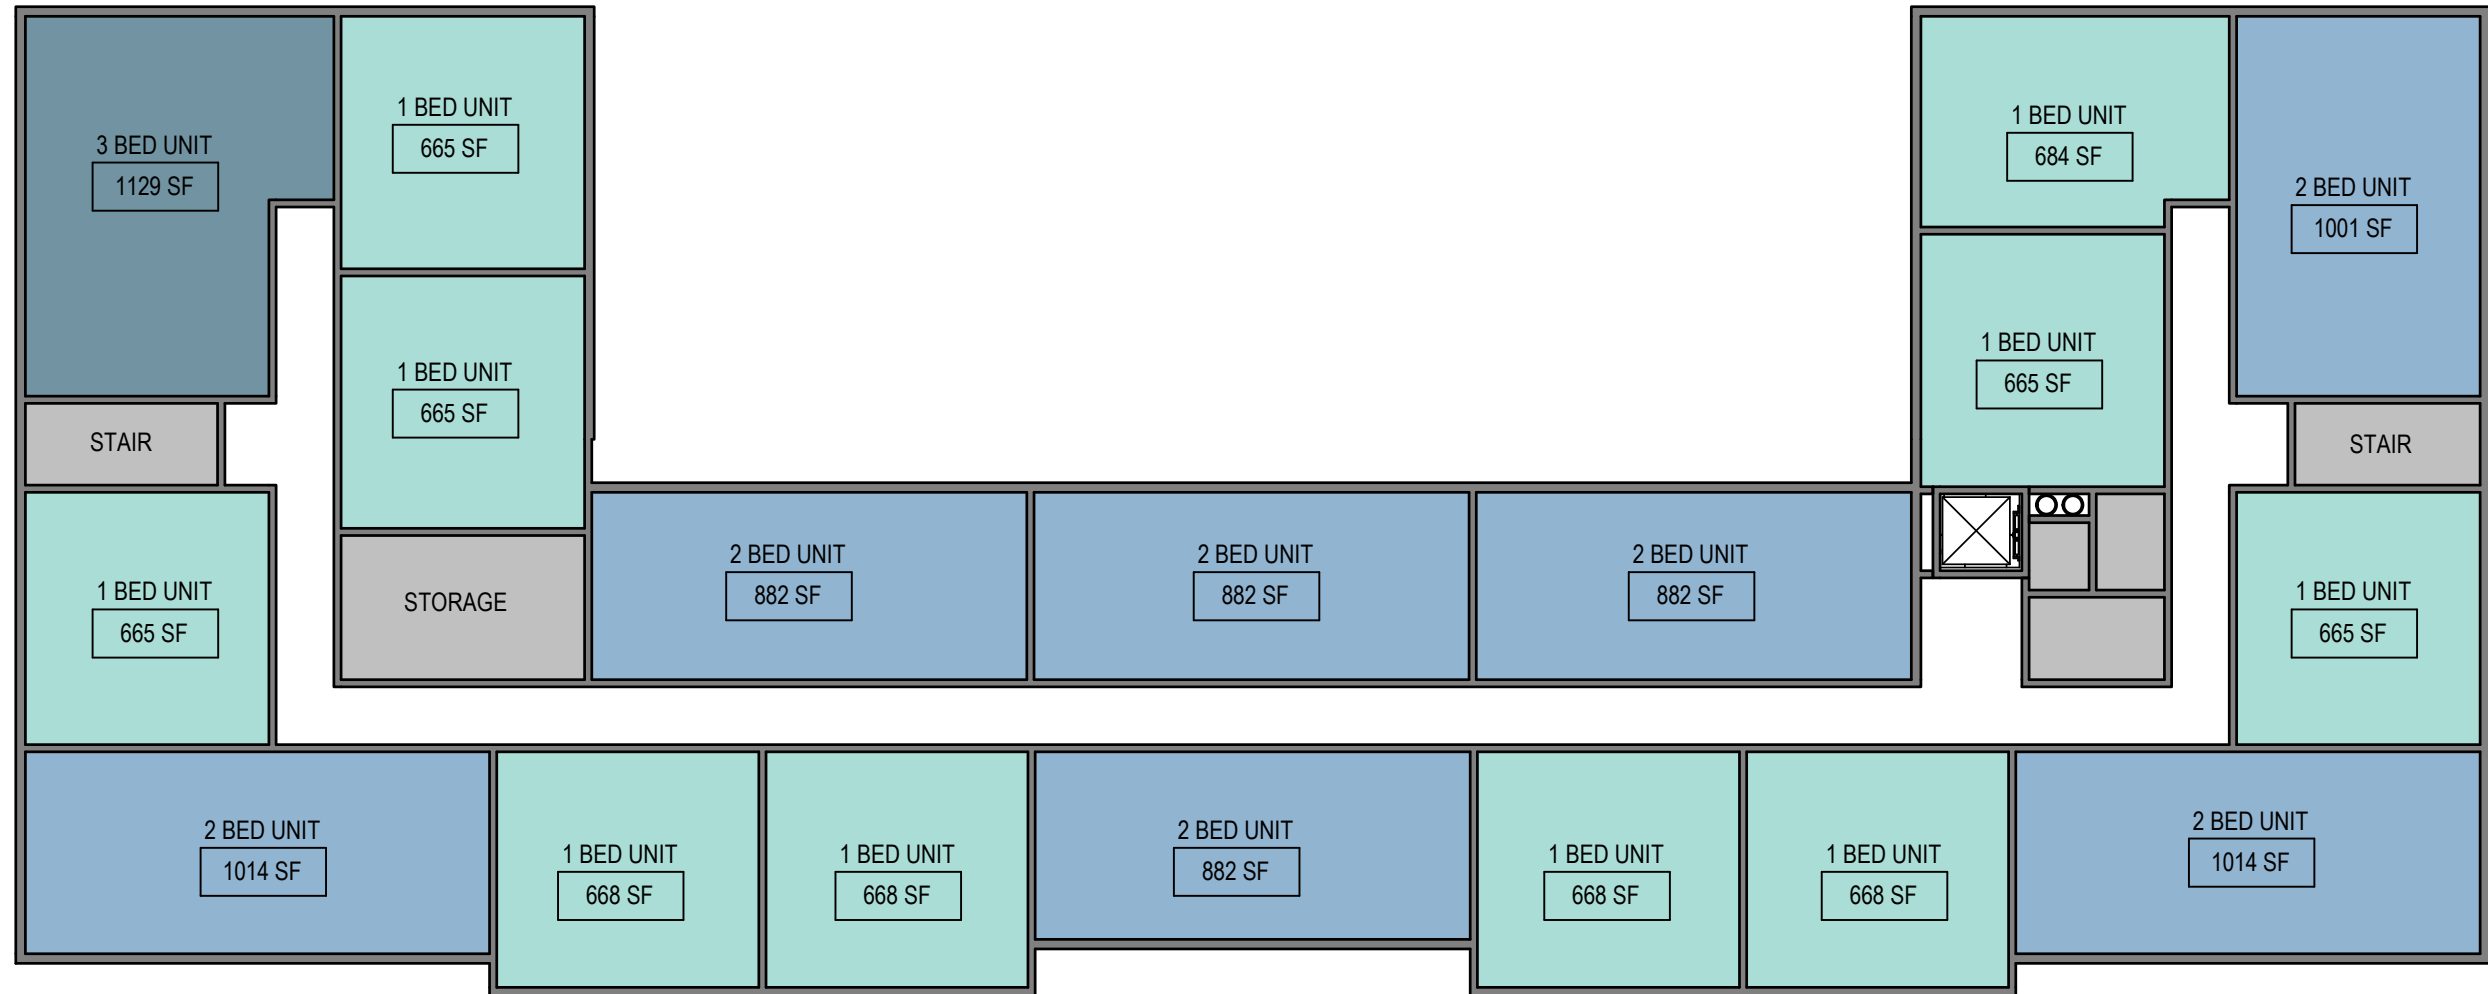 1 BED UNIT
665 SF
3 BED UNIT
1129 SF
1 BED UNIT
684 SF
2 BED UNIT
1001 SF
1 BED UNIT
665 SF
1 BED UNIT
665 SF
STAIR
STAIR
2 BED UNIT
882 SF
2 BED UNIT
882 SF
2 BED UNIT
882 SF
1 BED UNIT
665 SF
STORAGE
1 BED UNIT
665 SF
2 BED UNIT
1014 SF
1 BED UNIT
668 SF
1 BED UNIT
668 SF
2 BED UNIT
882 SF
1 BED UNIT
668 SF
1 BED UNIT
668 SF
2 BED UNIT
1014 SF